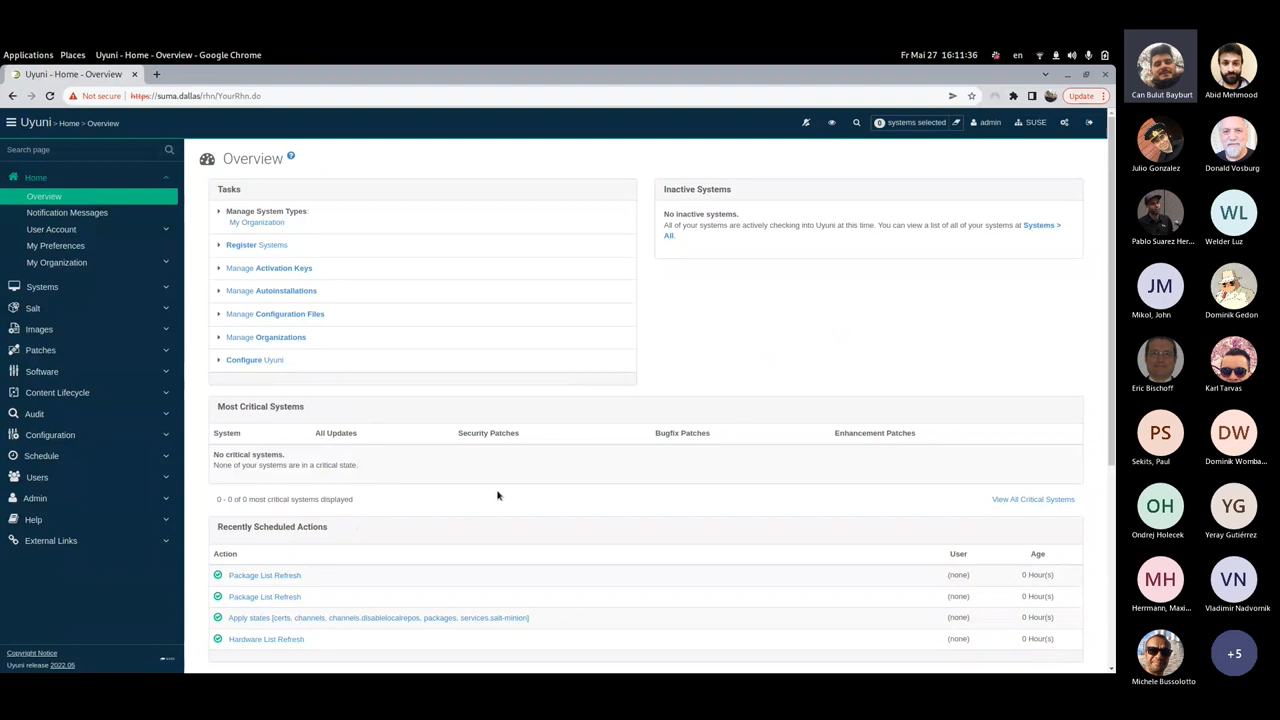 Applications Places Uyuni - Home - Overview - Google Chrome
Fr Mai 27 16:11:36
en
Uyuni - Home - Overview
Not secure https://suma.dallas/rhn/YourRhn.do
Update
Uyuni > Home > Overview
0 systems selected
admin
SUSE
Search page
Home
Overview
Notification Messages
User Account
My Preferences
My Organization
Systems
Salt
Images
Patches
Software
Content Lifecycle
Audit
Configuration
Schedule
Users
Admin
Help
External Links
Copyright Notice
Uyuni release 2022.05
Overview
Tasks
Manage System Types:
My Organization
Register Systems
Manage Activation Keys
Manage Autoinstallations
Manage Configuration Files
Manage Organizations
Configure Uyuni
Inactive Systems
No inactive systems.
All of your systems are actively checking into Uyuni at this time. You can view a list of all of your systems at Systems >
All.
Most Critical Systems
System All Updates Security Patches Bugfix Patches Enhancement Patches
No critical systems.
None of your systems are in a critical state.
0 - 0 of 0 most critical systems displayed
View All Critical Systems
Recently Scheduled Actions
Action User Age
Package List Refresh (none) 0 Hour(s)
Package List Refresh (none) 0 Hour(s)
Apply states [certs, channels, channels.disablelocalrepos, packages, services.salt-minion] (none) 0 Hour(s)
Hardware List Refresh (none) 0 Hour(s)
Can Bulut Bayburt
Abid Mehmood
Julio Gonzalez
Donald Vosburg
Pablo Suarez Her...
WL
Welder Luz
JM
Mikol, John
Dominik Gedon
Eric Bischoff
Karl Tarvas
PS
Sekits, Paul
DW
Dominik Womba...
OH
Ondrej Holecek
YG
Yeray Gutiérrez
MH
Herrmann, Maxi...
VN
Vladimir Nadvornik
Michele Bussolotto
+5